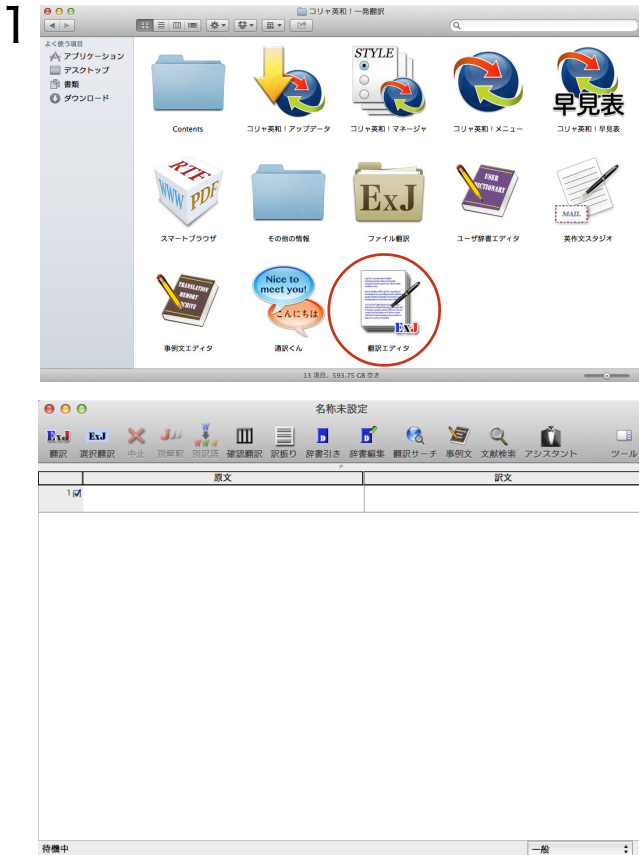 1
コリャ英和！一発翻訳
よく使う項目
アプリケーション
デスクトップ
書類
ダウンロード
STYLE
早見表
Contents
コリャ英和！アップデータ
コリャ英和！マネージャ
コリャ英和！メニュー
コリャ英和！早見表
RTF
WWW
PDF
ExJ
USER
DICTIONARY
MAIL
スマートブラウザ
その他の情報
ファイル翻訳
ユーザ辞書エディタ
英作文スタジオ
TRANSLATION
MEMORY
Nice to
meet you!
こんにちは
ExJ
事例文エディタ
通訳くん
翻訳エディタ
13 項目、593.75 GB 空き
名称未設定
ExJ
ExJ
翻訳
選択翻訳
中止
別解釈
別訳語
確認翻訳
訳振り
辞書引き
辞書編集
翻訳サーチ
事例文
文献検索
アシスタント
ツール
原文
訳文
1
待機中
一般